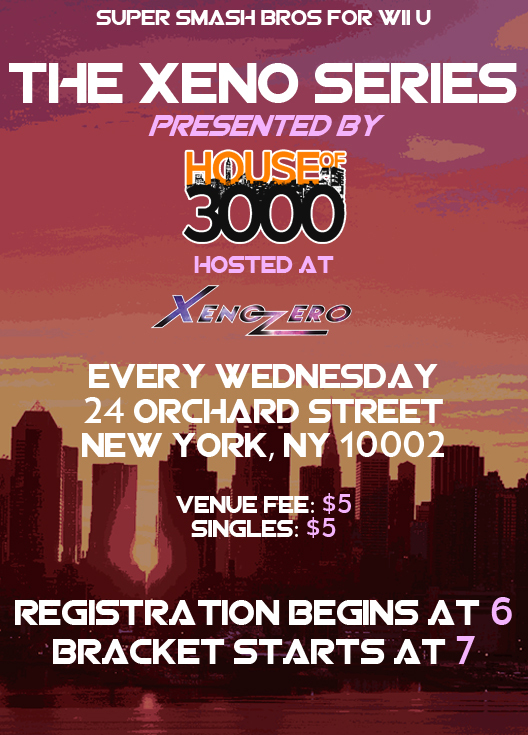 SUPER SMASH BROS FOR WII U
THE XENO SERIES
PRESENTED BY
HOUSE OF
3000
HOSTED AT
XENOZERO
EVERY WEDNESDAY
24 ORCHARD STREET
NEW YORK, NY 10002
VENUE FEE: $5
SINGLES: $5
REGISTRATION BEGINS AT 6
BRACKET STARTS AT 7